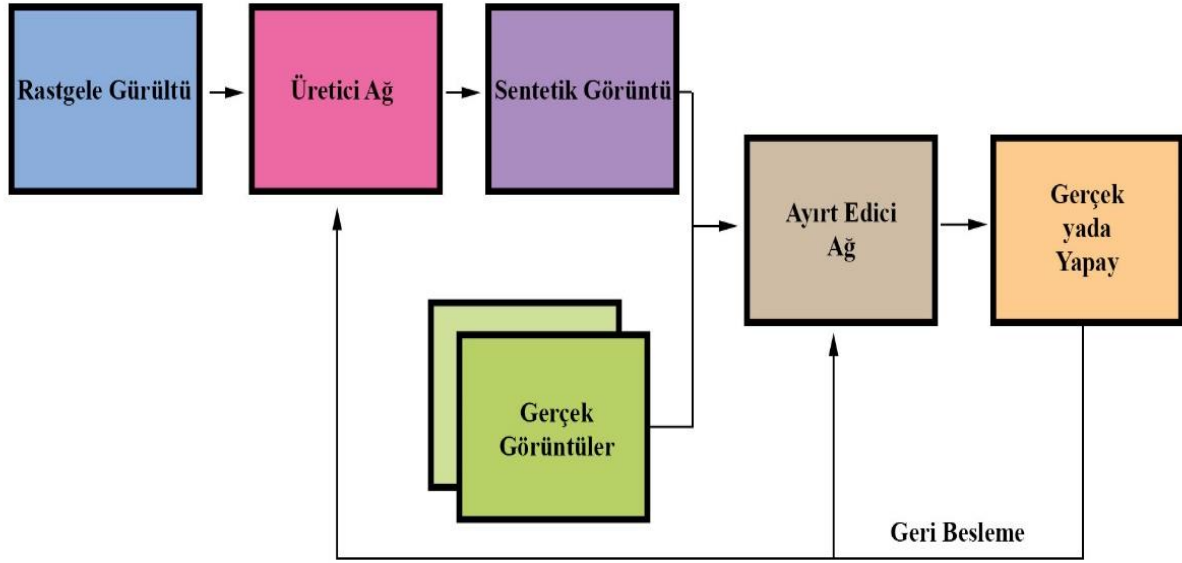 Rastgele Gürültü
Üretici Ağ
Sentetik Görüntü
Ayırt Edici
Ağ
Gerçek
yada
Yapay
Gerçek
Görüntüler
Geri Besleme